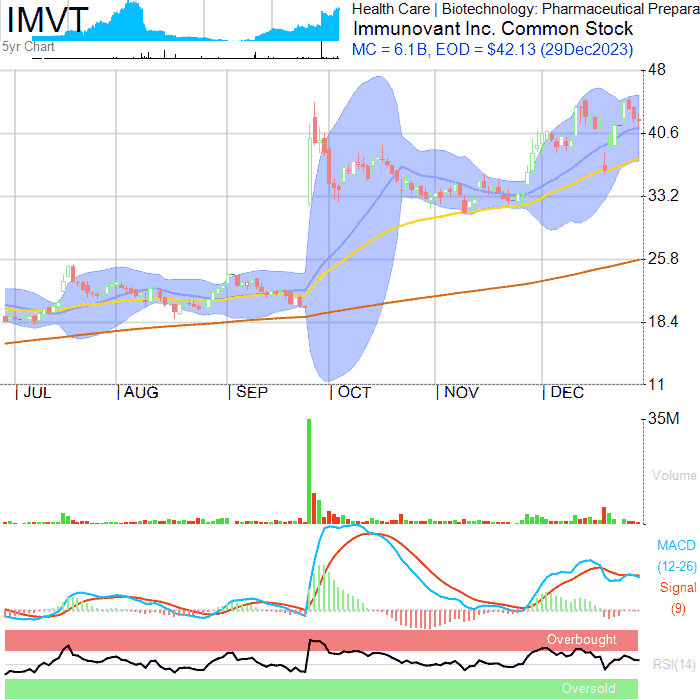 IMVT
5yr Chart
Health Care | Biotechnology: Pharmaceutical Prepara
Immunovant Inc. Common Stock
MC = 6.1B, EOD = $42.13 (29Dec2023)
48
40.6
33.2
25.8
18.4
11
JUL
AUG
SEP
OCT
NOV
DEC
35M
Volume
MACD
(12-26)
Signal
(9)
Overbought
RSI(14)
Oversold